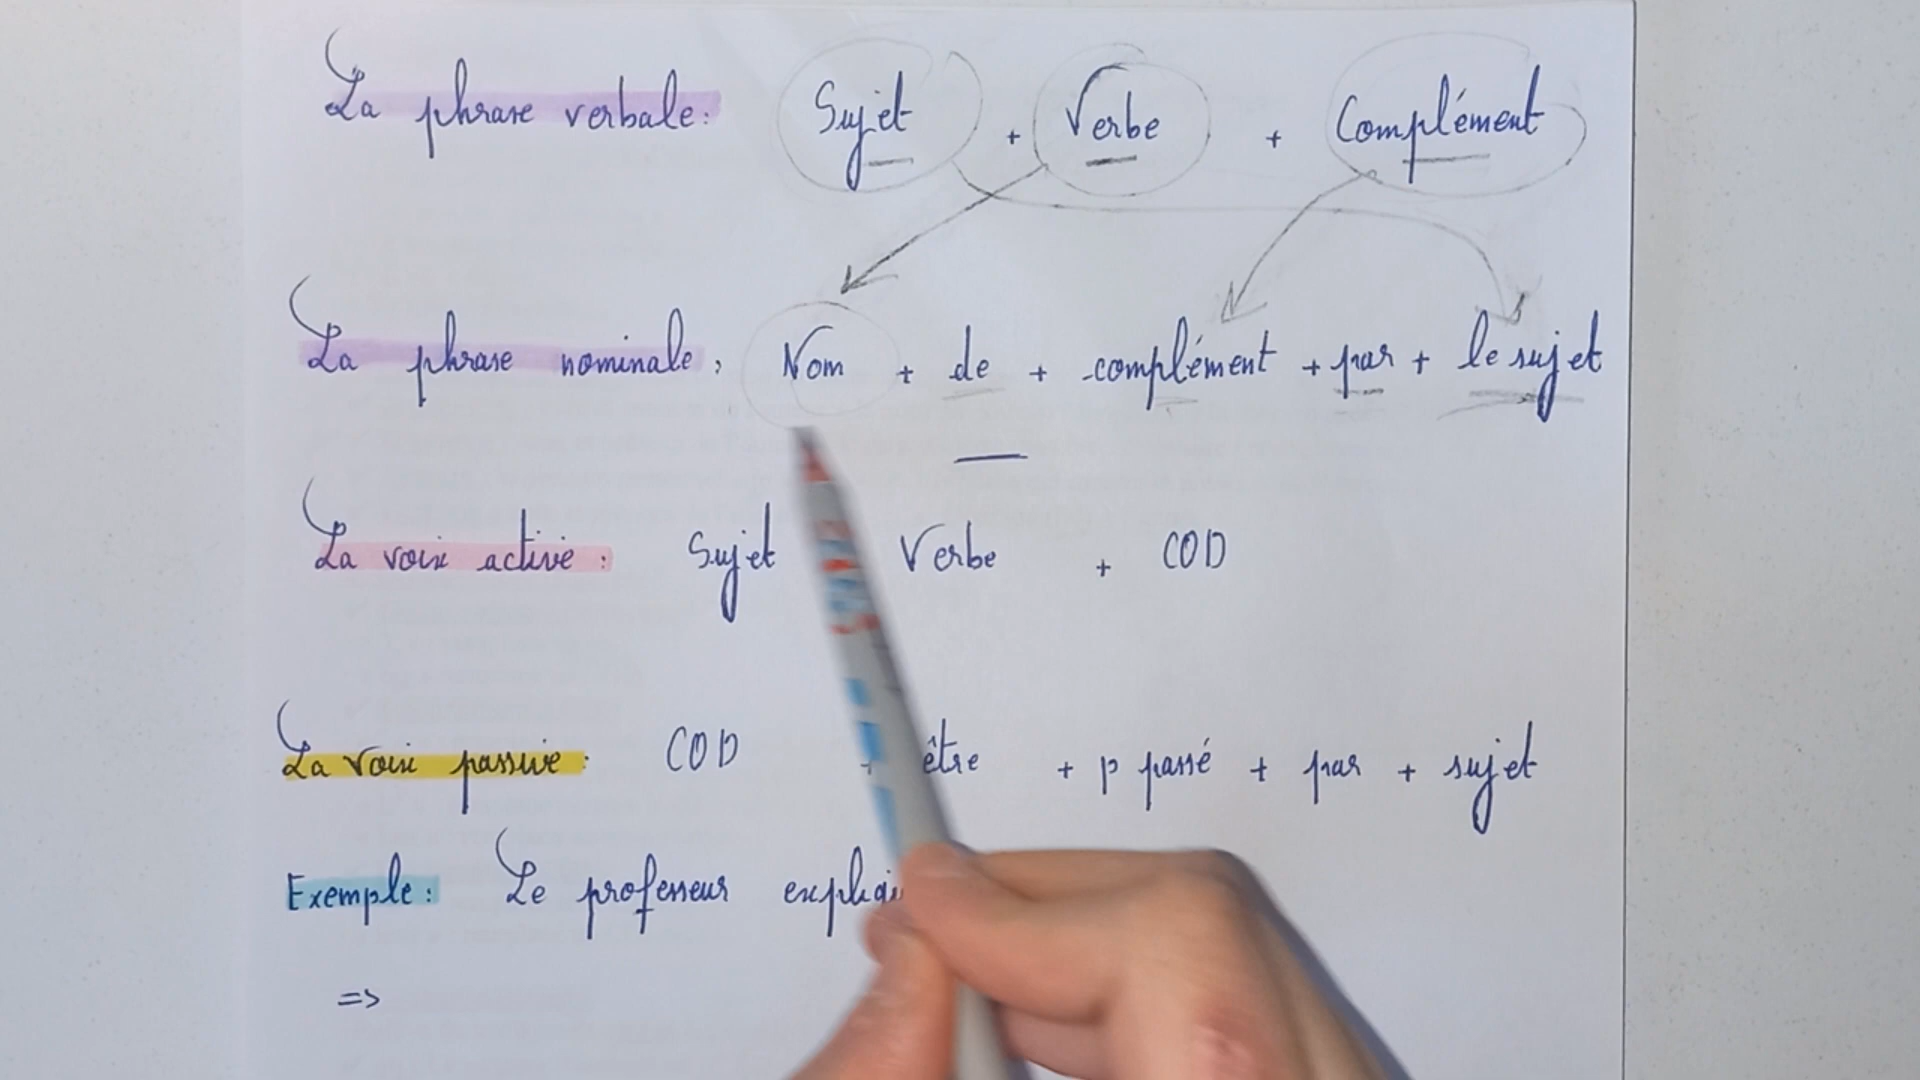 La phrase verbale : Sujet + Verbe + Complément
La phrase nominale : Nom + de + complément + par + le sujet
La voix active : Sujet Verbe + COD
La voix passive : COD + être + p passé + par + sujet
Exemple : Le professeur
=>